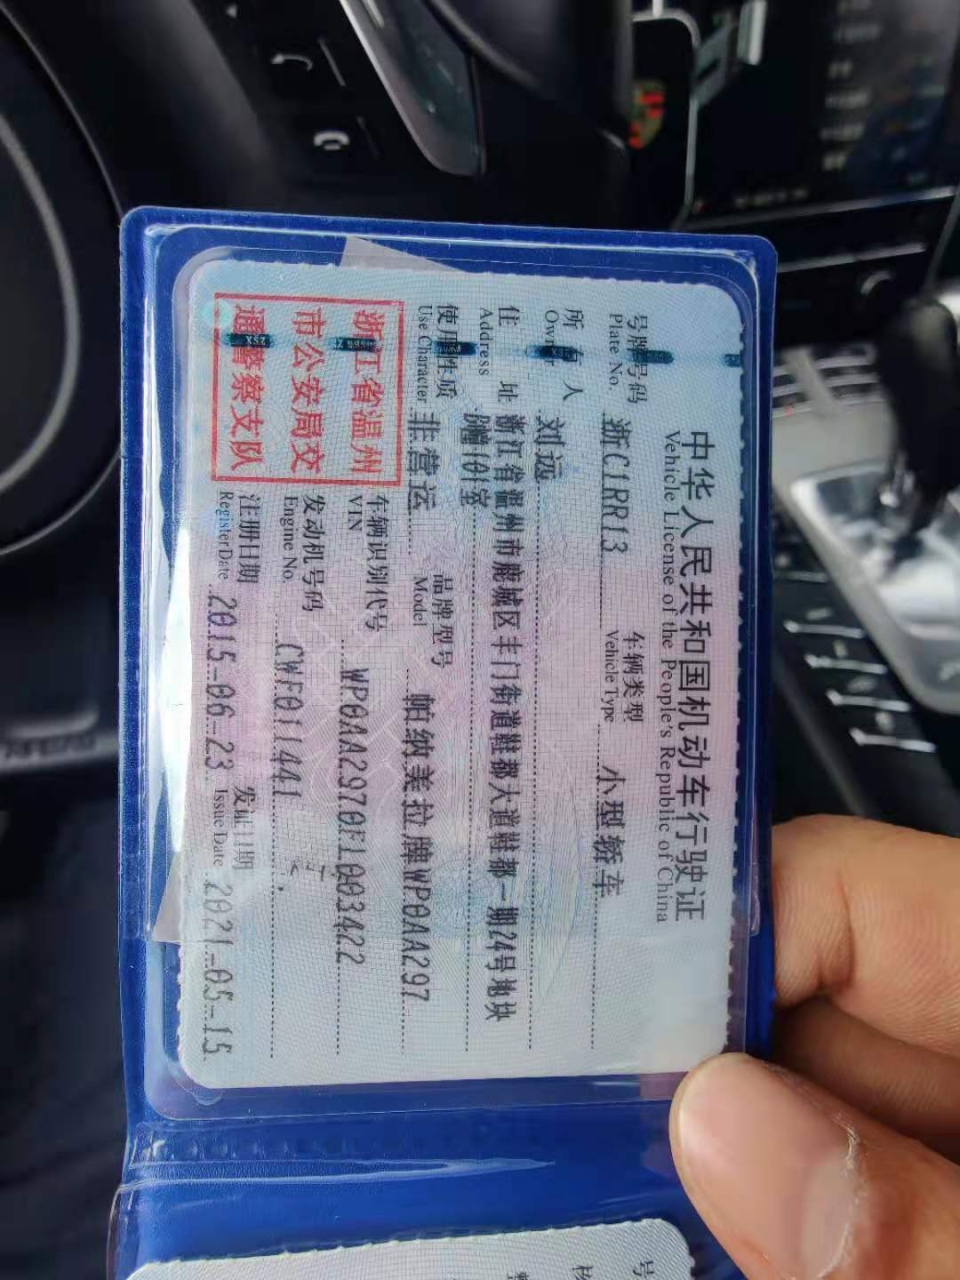 中华人民共和国机动车行驶证
Vehicle License of the People's Republic of China
号牌号码 浙C1RR13 车辆类型 小型轿车
Plate No. Vehicle Type
所有人 刘远
Owner
住址 浙江省温州市鹿城区丰门街道鞋都大道鞋都一期24号地块
Address
101室
使用性质 非营运 品牌型号 帕纳美拉牌WP0AA297
Use Character Model
浙江省温州
市公安局交
通警察支队
车辆识别代号 WP0AA2970FL003422
VIN
发动机号码 CWF011441
Engine No.
注册日期 2015-06-23 发证日期 2021-05-15
Register Date Issue Date
号